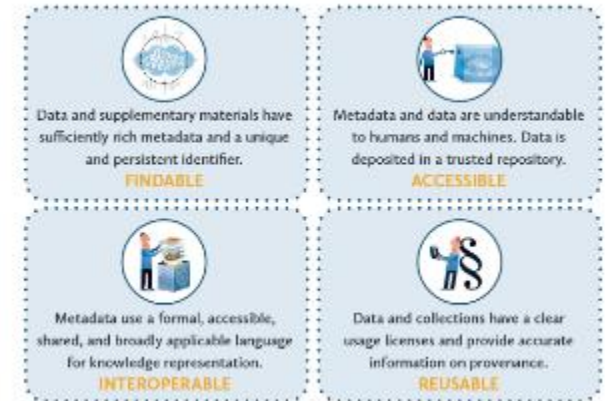 Data and supplementary materials have
sufficiently rich metadata and a unique
and persistent identifier.
FINDABLE
Metadata and data are understandable
to humans and machines. Data is
deposited in a trusted repository.
ACCESSIBLE
Metadata use a formal, accessible,
shared, and broadly applicable language
for knowledge representation.
INTEROPERABLE
§
Data and collections have a clear
usage licenses and provide accurate
information on provenance.
REUSABLE